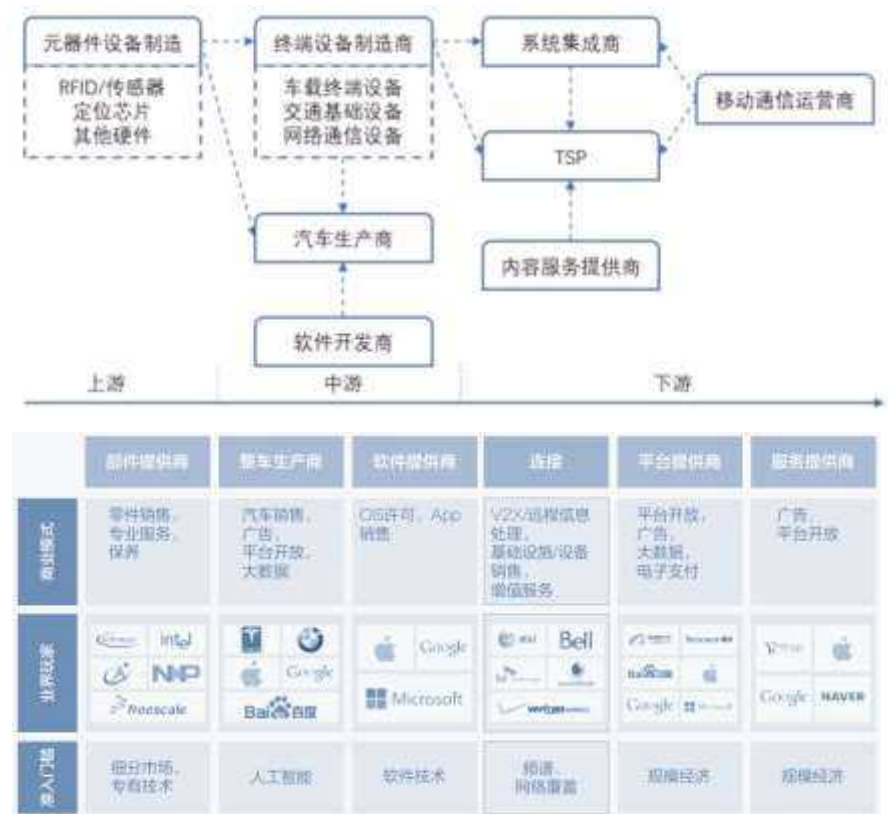 元器件设备制造
RFID/传感器
定位芯片
其他硬件
终端设备制造商
车载终端设备
交通基础设备
网络通信设备
系统集成商
移动通信运营商
TSP
汽车生产商
内容服务提供商
软件开发商
上游
中游
下游
部件提供商
整车生产商
软件提供商
连接
平台提供商
服务提供商
商业模式
零件销售、
专业服务、
保养
汽车销售、
广告、
平台开放、
大数据
OS许可、App
销售
V2X/远程信息
处理、
基础设施/设备
销售、
增值服务
平台开放、
广告、
大数据、
电子支付
广告、
平台开放
业界玩家
intel
NXP
freescale
Google
Bai百度
Google
Microsoft
at&t
Bell
verizon
Google
Google
NAVER
准入门槛
细分市场、
专有技术
人工智能
软件技术
频谱、
网络覆盖
规模经济
规模经济